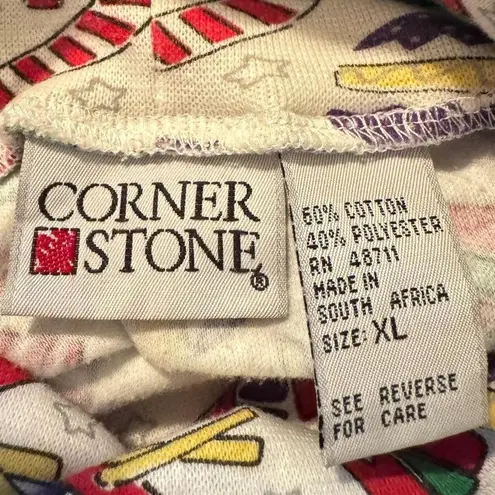 CORNER
STONE®
60% COTTON
40% POLYESTER
RN 48711
MADE IN
SOUTH AFRICA
SIZE: XL
SEE REVERSE
FOR CARE